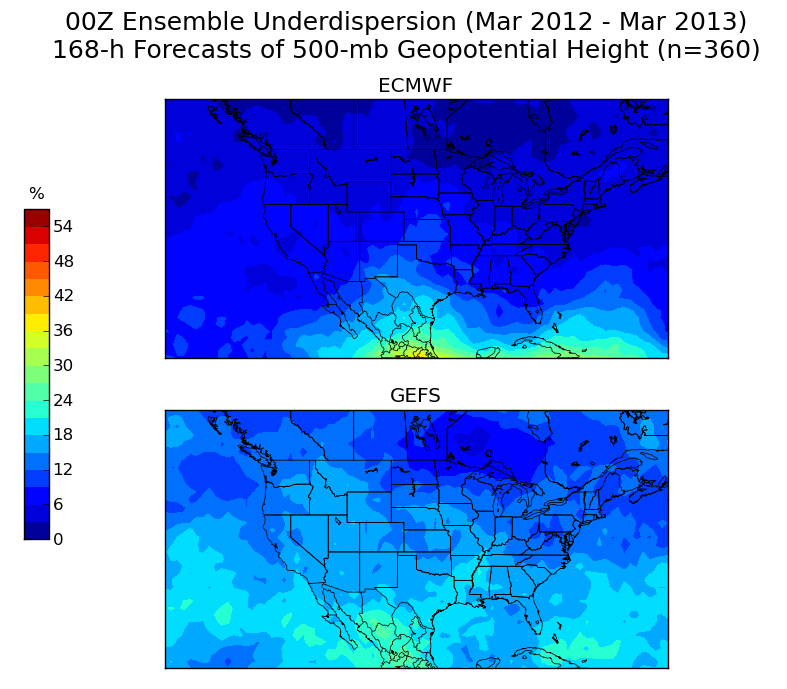 00Z Ensemble Underdispersion (Mar 2012 - Mar 2013)
168-h Forecasts of 500-mb Geopotential Height (n=360)
ECMWF
%
54
48
42
36
30
24
18
12
6
0
GEFS